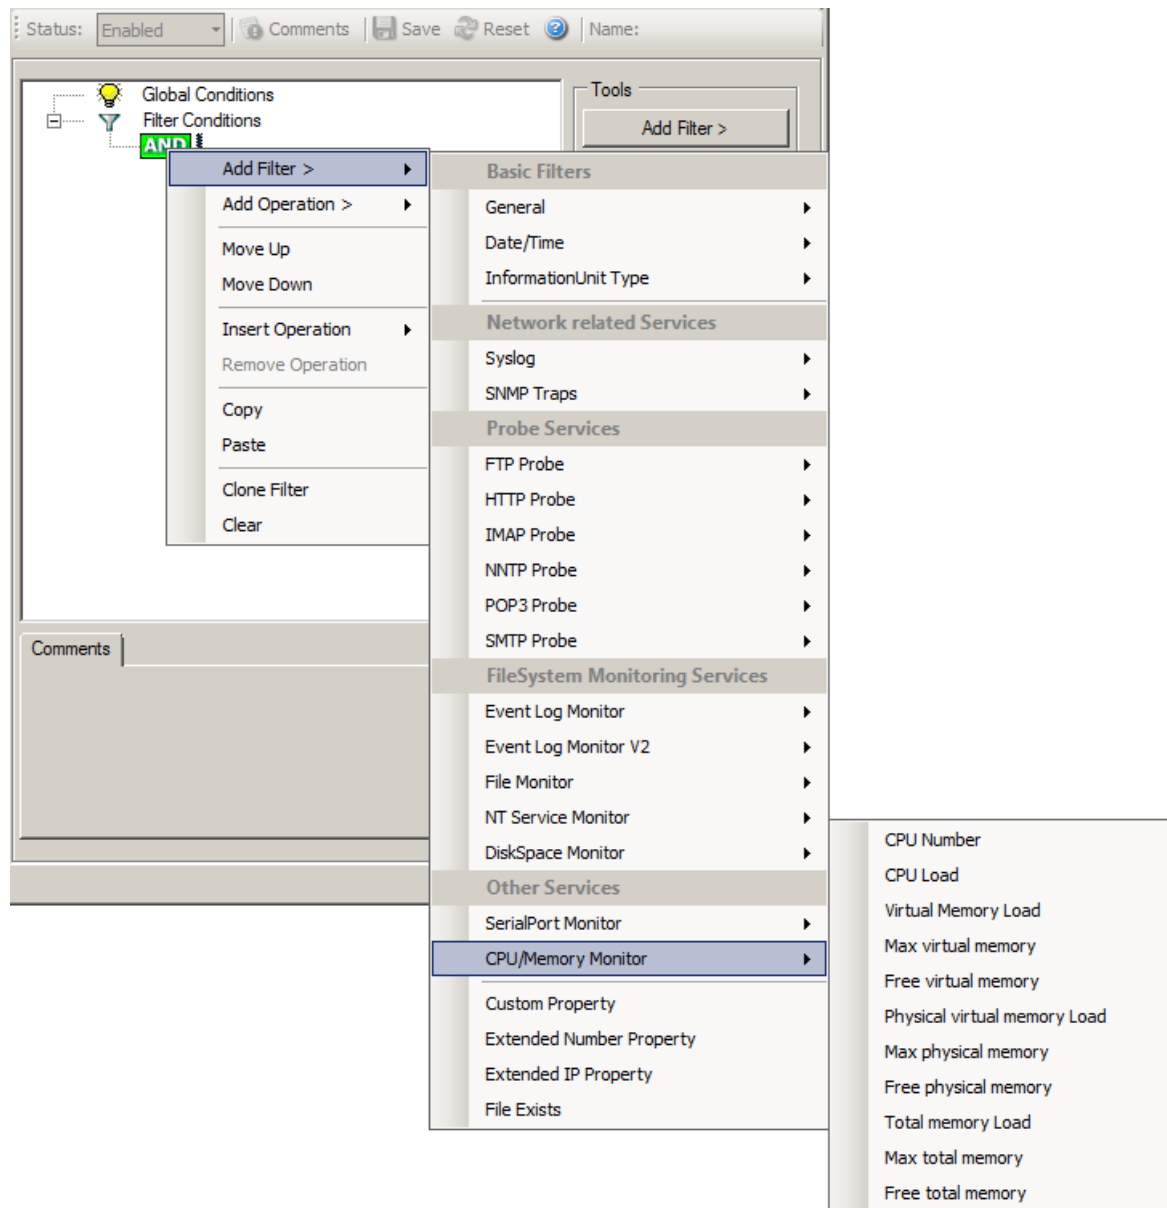 Status: Enabled Comments Save Reset Name:
Global Conditions
Filter Conditions
AND
Tools
Add Filter >
Add Filter >
Add Operation >
Move Up
Move Down
Insert Operation
Remove Operation
Copy
Paste
Clone Filter
Clear
Comments
Basic Filters
General
Date/Time
InformationUnit Type
Network related Services
Syslog
SNMP Traps
Probe Services
FTP Probe
HTTP Probe
IMAP Probe
NNTP Probe
POP3 Probe
SMTP Probe
FileSystem Monitoring Services
Event Log Monitor
Event Log Monitor V2
File Monitor
NT Service Monitor
DiskSpace Monitor
Other Services
SerialPort Monitor
CPU/Memory Monitor
Custom Property
Extended Number Property
Extended IP Property
File Exists
CPU Number
CPU Load
Virtual Memory Load
Max virtual memory
Free virtual memory
Physical virtual memory Load
Max physical memory
Free physical memory
Total memory Load
Max total memory
Free total memory